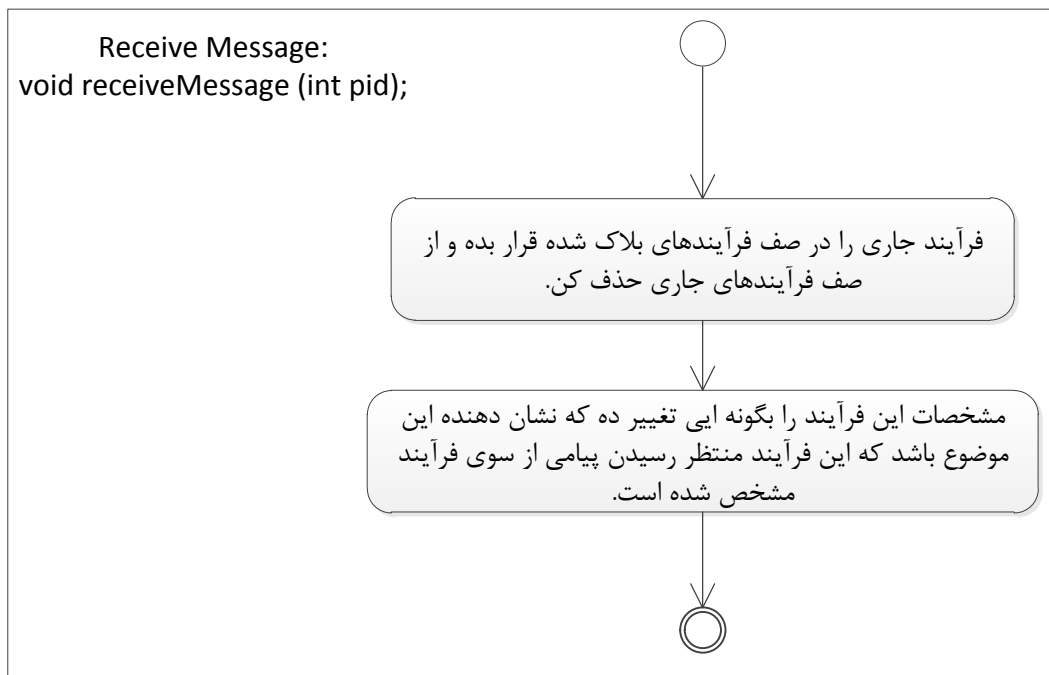 Receive Message:
void receiveMessage (int pid);
فرآیند جاری را در صف فرآیندهای بلاک شده قرار بده و از
صف فرآیندهای جاری حذف کن.
مشخصات این فرآیند را بگونه ایی تغییر ده که نشان دهنده این
موضوع باشد که این فرآیند منتظر رسیدن پیامی از سوی فرآیند
مشخص شده است.